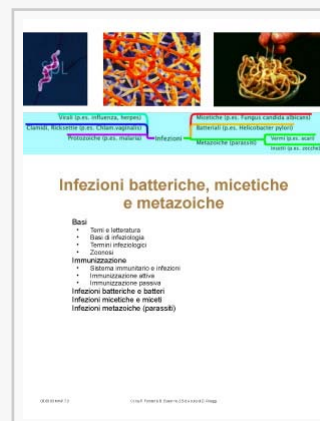 Virali (p.es. influenza, herpes)
Micetiche (p.es. Fungus candida albicans)
Clamidi, Ricksettie (p.es. Chlam.vaginalis)
Batteriali (p.es. Helicobacter pylori)
Protozoiche (p.es. malaria)
Infezioni
Metazoiche (parassiti)
Vermi (p.es. acari)
Insetti (p.es. zecche)
Infezioni batteriche, micetiche
e metazoiche
Basi
• Temi e letteratura
• Basi di infeziologia
• Termini infeziologici
• Zoonosi
Immunizzazione
• Sistema immunitario e infezioni
• Immunizzazione attiva
• Immunizzazione passiva
Infezioni batteriche e batteri
Infezioni micetiche e miceti
Infezioni metazoiche (parassiti)